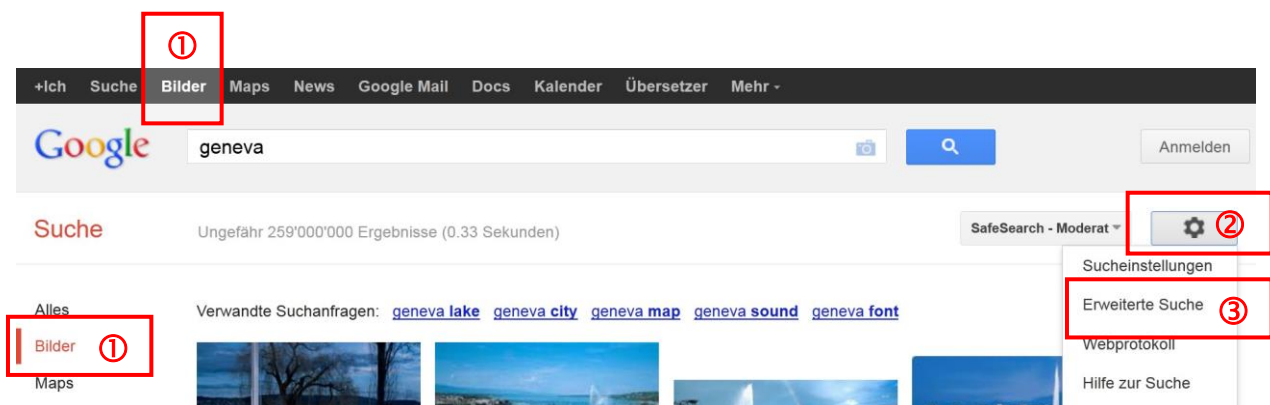 ①
+Ich Suche Bilder Maps News Google Mail Docs Kalender Übersetzer Mehr
Google geneva Anmelden
Suche Ungefähr 259'000'000 Ergebnisse (0.33 Sekunden) SafeSearch - Moderat ②
Sucheinstellungen
Alles Verwandte Suchanfragen: geneva lake geneva city geneva map geneva sound geneva font Erweiterte Suche ③
Bilder ① Webprotokoll
Maps Hilfe zur Suche